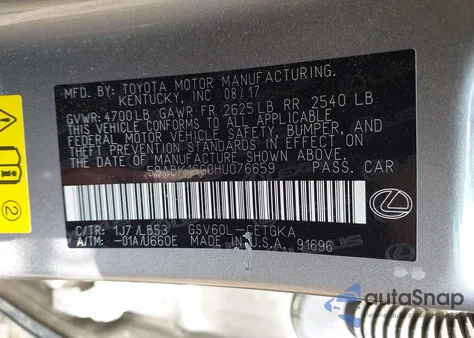 MFD. BY: TOYOTA MOTOR MANUFACTURING.
KENTUCKY, INC 08/17
GVWR: 4700LB GAWR FR 2625LB RR 2540 LB
THIS VEHICLE CONFORMS TO ALL APPLICABLE
FEDERAL MOTOR VEHICLE SAFETY, BUMPER, AND
THEFT PREVENTION STANDARDS IN EFFECT ON
THE DATE OF MANUFACTURE SHOWN ABOVE.
PASS. CAR
C/TR: 1J7 /LB53 GSV60L -CETGKA
A/TM: -01A/U660E MADE IN U.S.A. 91696
2
autoSnap